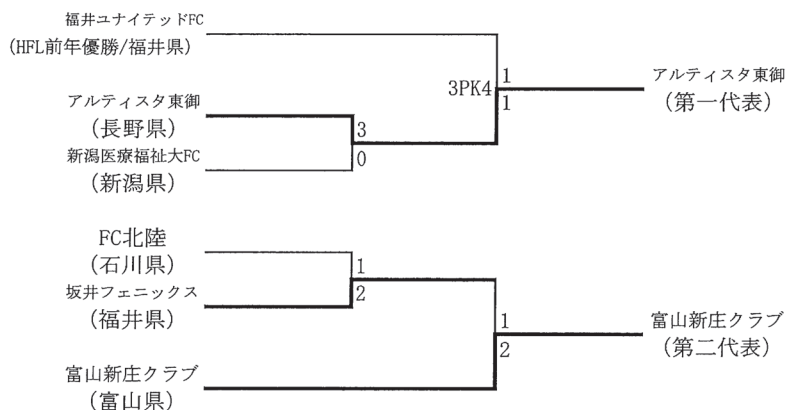 福井ユナイテッドFC
(HFL前年優勝/福井県)
アルティスタ東御
(長野県)
新潟医療福祉大FC
(新潟県)
3
0
3PK4
1
1
アルティスタ東御
(第一代表)
FC北陸
(石川県)
坂井フェニックス
(福井県)
1
2
富山新庄クラブ
(富山県)
1
2
富山新庄クラブ
(第二代表)